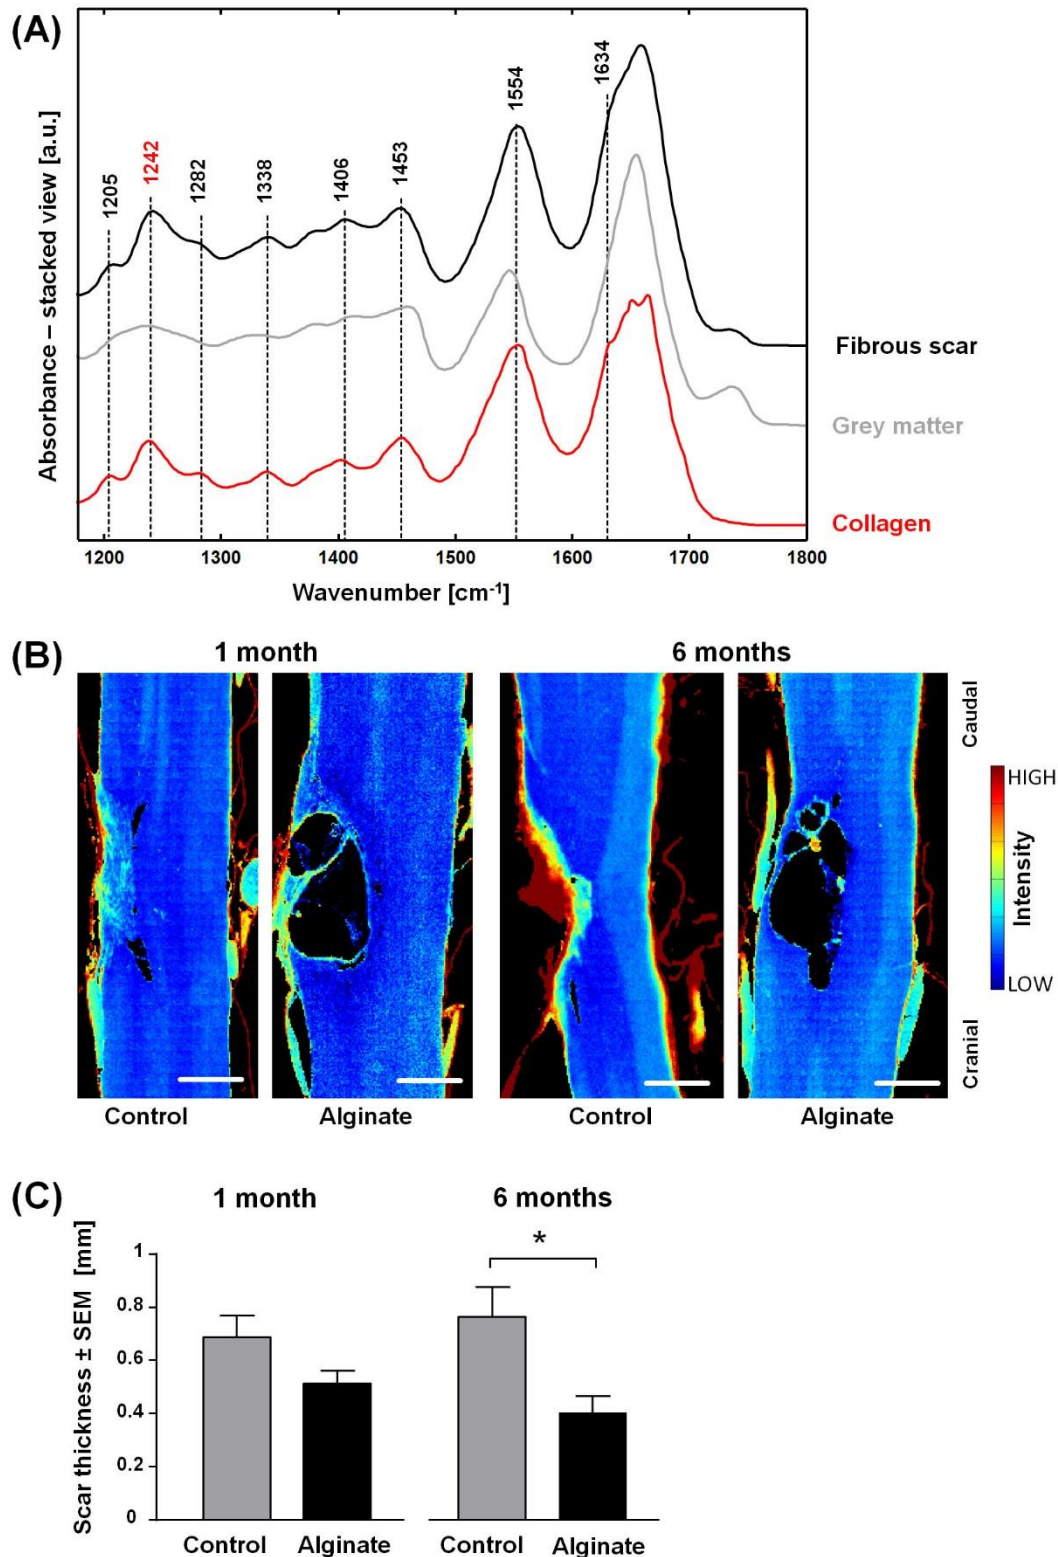 (A)
Absorbance – stacked view [a.u.]
1205
1242
1282
1338
1406
1453
1554
1634
Fibrous scar
Grey matter
Collagen
1200 1300 1400 1500 1600 1700 1800
Wavenumber [cm⁻¹]
(B)
1 month 6 months
Caudal
Cranial
HIGH
Intensity
LOW
Control Alginate Control Alginate
(C)
1 month 6 months
Scar thickness ± SEM [mm]
1
0.8
0.6
0.4
0.2
0
*
Control Alginate Control Alginate